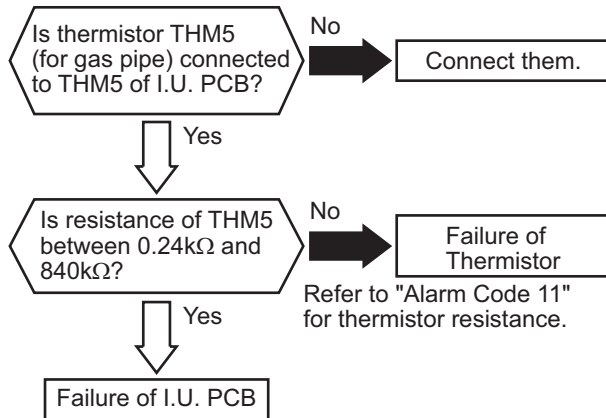 Is thermistor THM5
(for gas pipe) connected
to THM5 of I.U. PCB?
No
Connect them.
Yes
Is resistance of THM5
between 0.24kΩ and
840kΩ?
No
Failure of
Thermistor
Refer to "Alarm Code 11"
for thermistor resistance.
Yes
Failure of I.U. PCB